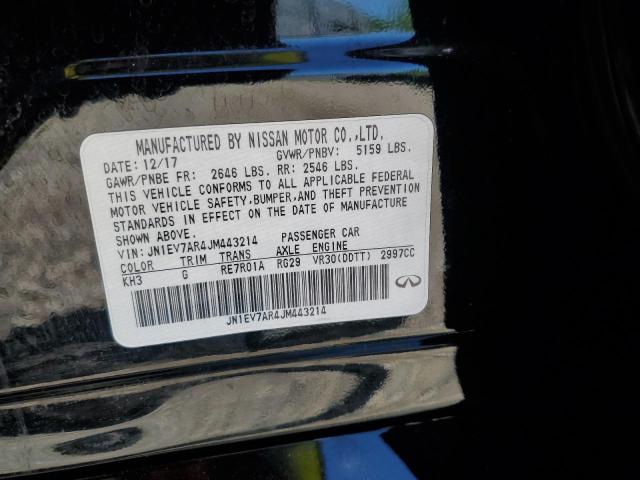 MANUFACTURED BY NISSAN MOTOR CO.,LTD.
DATE: 12/17 GVWR/PNBV: 5159 LBS.
GAWR/PNBE FR: 2646 LBS. RR: 2546 LBS.
THIS VEHICLE CONFORMS TO ALL APPLICABLE FEDERAL
MOTOR VEHICLE SAFETY,BUMPER,AND THEFT PREVENTION
STANDARDS IN EFFECT ON THE DATE OF MANUFACTURE
SHOWN ABOVE.
VIN: JN1EV7AR4JM443214 PASSENGER CAR
COLOR TRIM TRANS AXLE ENGINE
KH3 G RE7R01A RG29 VR30(DDTT) 2997CC
JN1EV7AR4JM443214